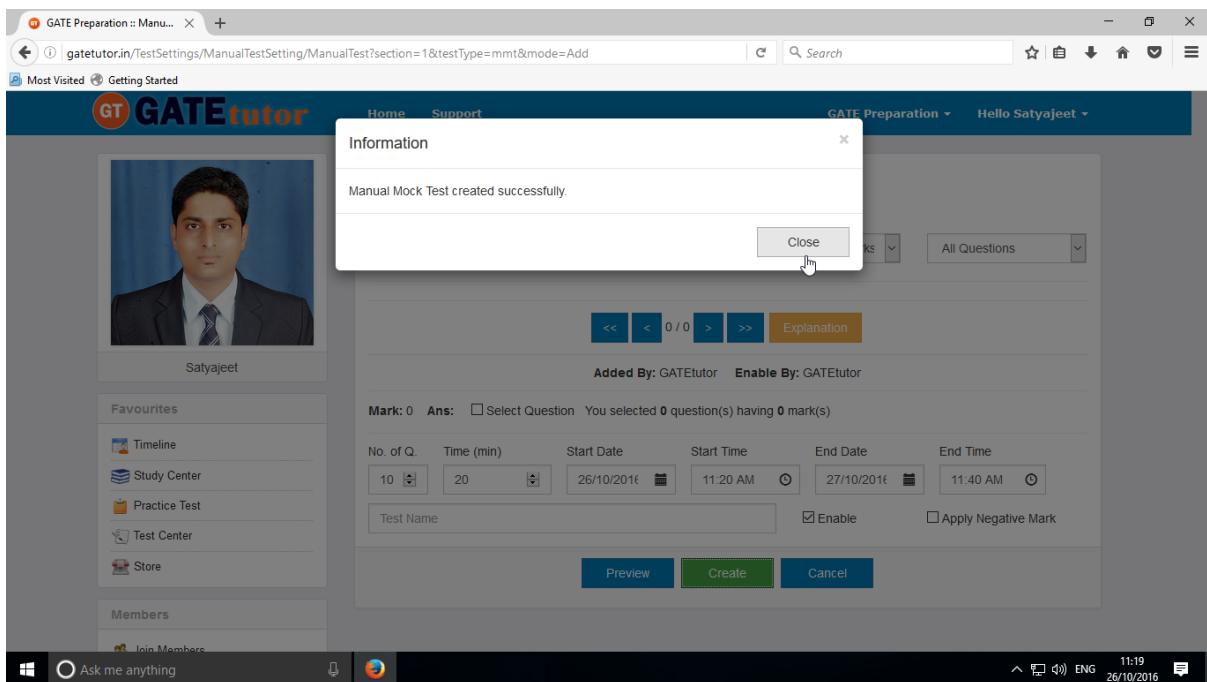 GATE Preparation :: Manu...
gatetutor.in/TestSettings/ManualTestSetting/ManualTest?section=1&testType=mmt&mode=Add
Search
Most Visited Getting Started
GT GATEtutor Home Support GATE Preparation Hello Satyajeet
Information
Manual Mock Test created successfully.
Close
All Questions
<< < 0 / 0 > >> Explanation
Satyajeet
Added By: GATEtutor Enable By: GATEtutor
Favourites
Mark: 0 Ans: Select Question You selected 0 question(s) having 0 mark(s)
Timeline
Study Center
Practice Test
Test Center
Store
No. of Q. Time (min) Start Date Start Time End Date End Time
10 20 26/10/2016 11:20 AM 27/10/2016 11:40 AM
Test Name Enable Apply Negative Mark
Preview Create Cancel
Members
Join Members
Ask me anything
ENG
11:19
26/10/2016